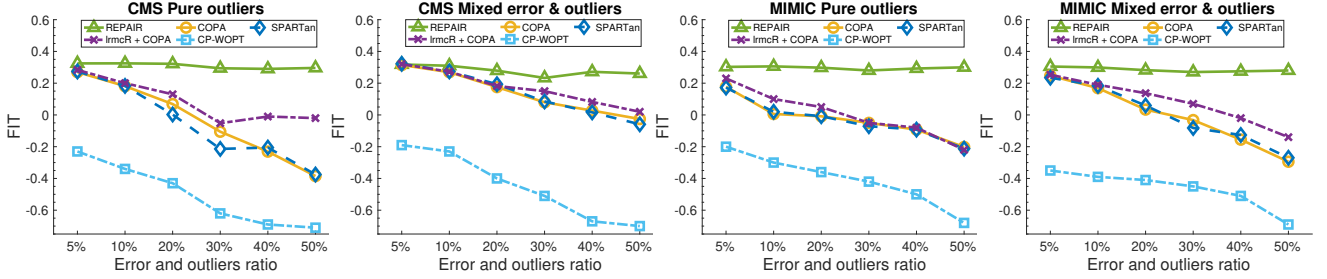 CMS Pure outliers
REPAIR COPA SPARTan
IrmcR + COPA CP-WOPT
FIT
0.6
0.4
0.2
0
-0.2
-0.4
-0.6
5% 10% 20% 30% 40% 50%
Error and outliers ratio
CMS Mixed error & outliers
REPAIR COPA SPARTan
IrmcR + COPA CP-WOPT
FIT
0.6
0.4
0.2
0
-0.2
-0.4
-0.6
5% 10% 20% 30% 40% 50%
Error and outliers ratio
MIMIC Pure outliers
REPAIR COPA SPARTan
IrmcR + COPA CP-WOPT
FIT
0.6
0.4
0.2
0
-0.2
-0.4
-0.6
5% 10% 20% 30% 40% 50%
Error and outliers ratio
MIMIC Mixed error & outliers
REPAIR COPA SPARTan
IrmcR + COPA CP-WOPT
FIT
0.6
0.4
0.2
0
-0.2
-0.4
-0.6
5% 10% 20% 30% 40% 50%
Error and outliers ratio